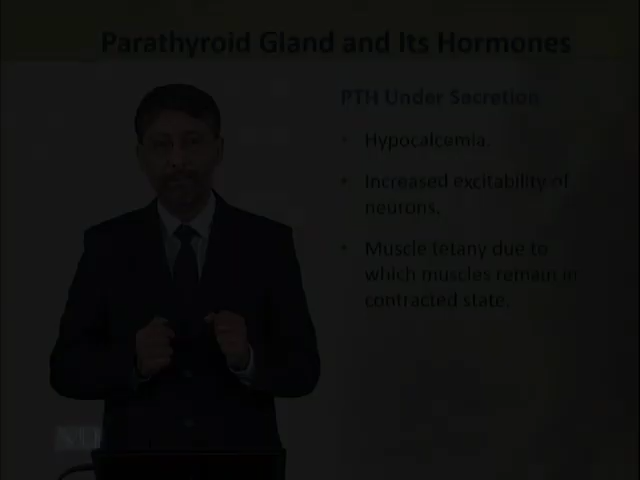 Parathyroid Gland and Its Hormones
PTH Under Secretion
• Hypocalcemia.
• Increased excitability of
neurons.
• Muscle tetany due to
which muscles remain in
contracted state.